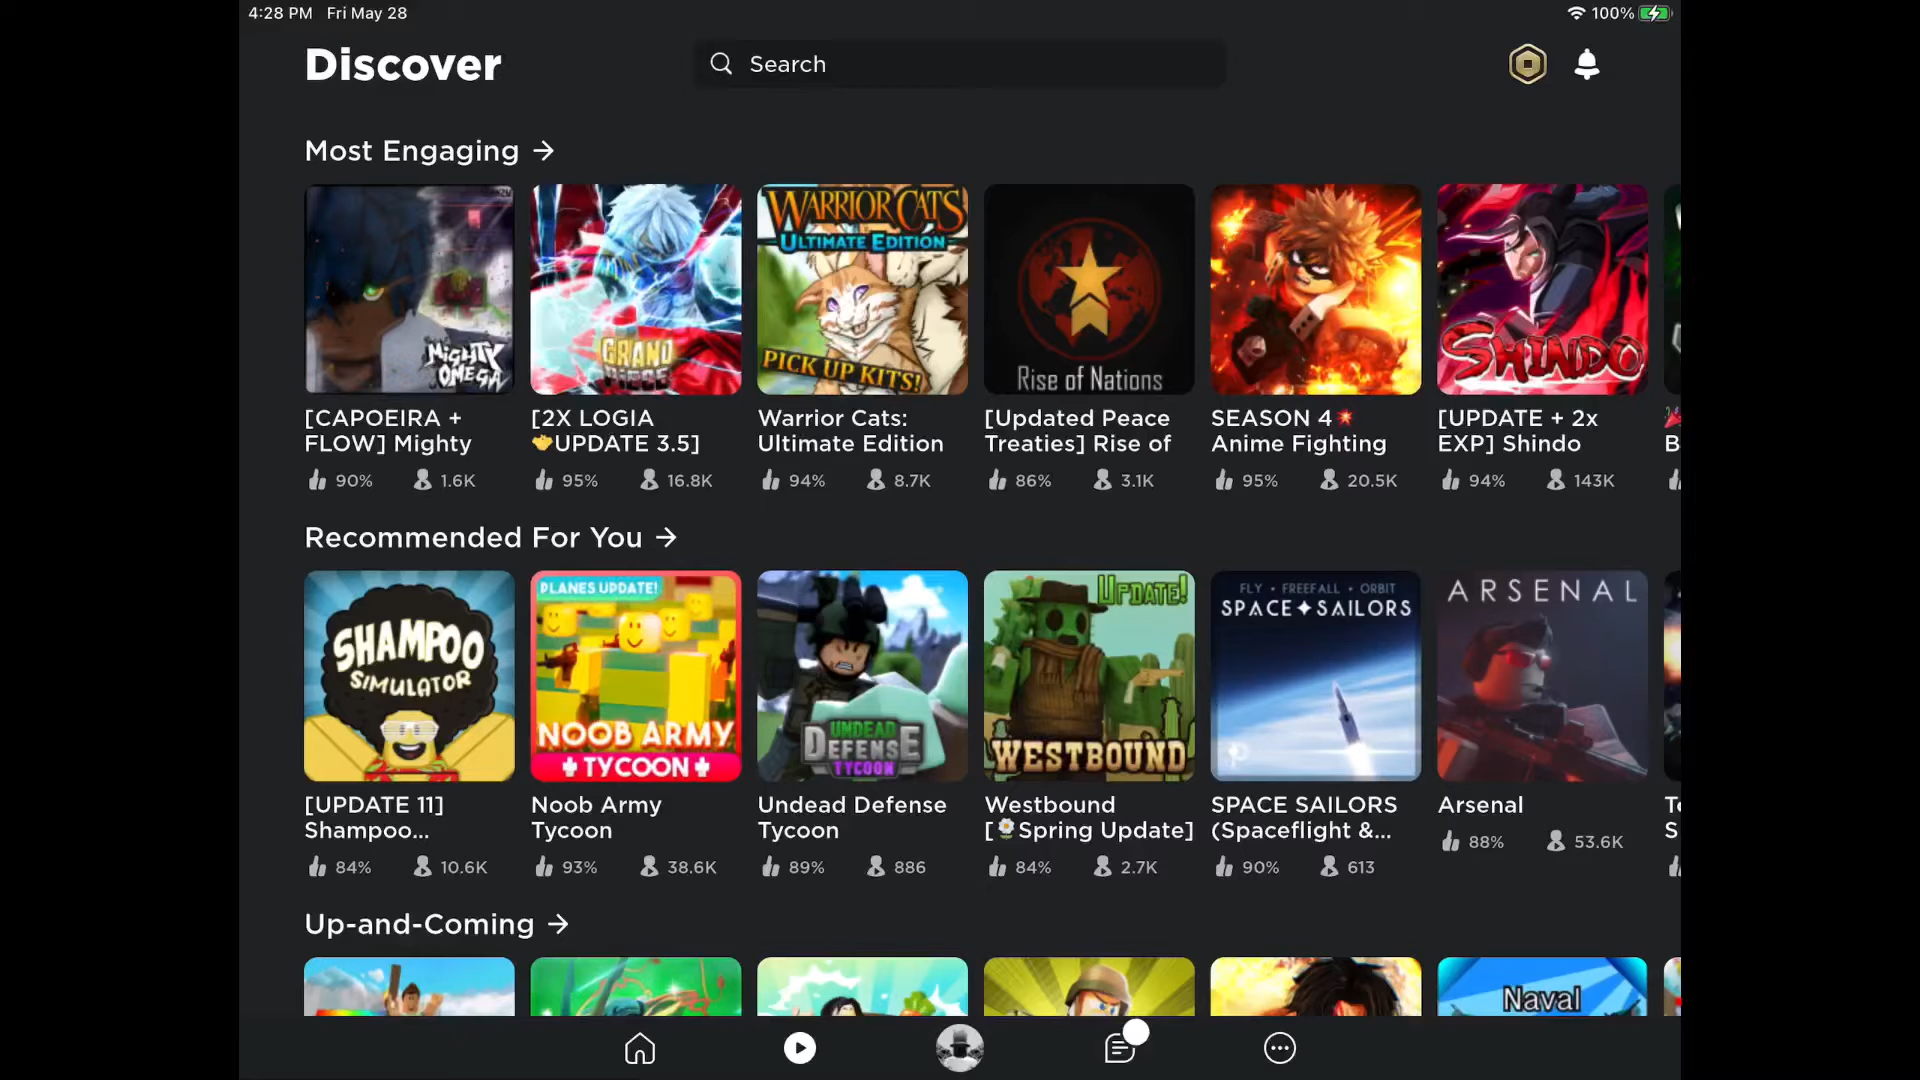 4:28 PM Fri May 28
100%
Discover
Search
Most Engaging →
MIGHTY
OMEGA
GRAND
PIECE
WARRIOR CATS
ULTIMATE EDITION
PICK UP KITS!
Rise of Nations
SHINDO
[CAPOEIRA +
FLOW] Mighty
[2X LOGIA
UPDATE 3.5]
Warrior Cats:
Ultimate Edition
[Updated Peace
Treaties] Rise of
SEASON 4💥
Anime Fighting
[UPDATE + 2x
EXP] Shindo
B
90% 1.6K
95% 16.8K
94% 8.7K
86% 3.1K
95% 20.5K
94% 143K
Recommended For You →
SHAMPOO
SIMULATOR
PLANES UPDATE!
NOOB ARMY
TYCOON
UNDEAD
DEFENSE
TYCOON
UPDATE!
WESTBOUND
FLY • FREEFALL • ORBIT
SPACE✦SAILORS
ARSENAL
[UPDATE 11]
Shampoo...
Noob Army
Tycoon
Undead Defense
Tycoon
Westbound
[🌼Spring Update]
SPACE SAILORS
(Spaceflight &...
Arsenal
T
S
84% 10.6K
93% 38.6K
89% 886
84% 2.7K
90% 613
88% 53.6K
Up-and-Coming →
Naval